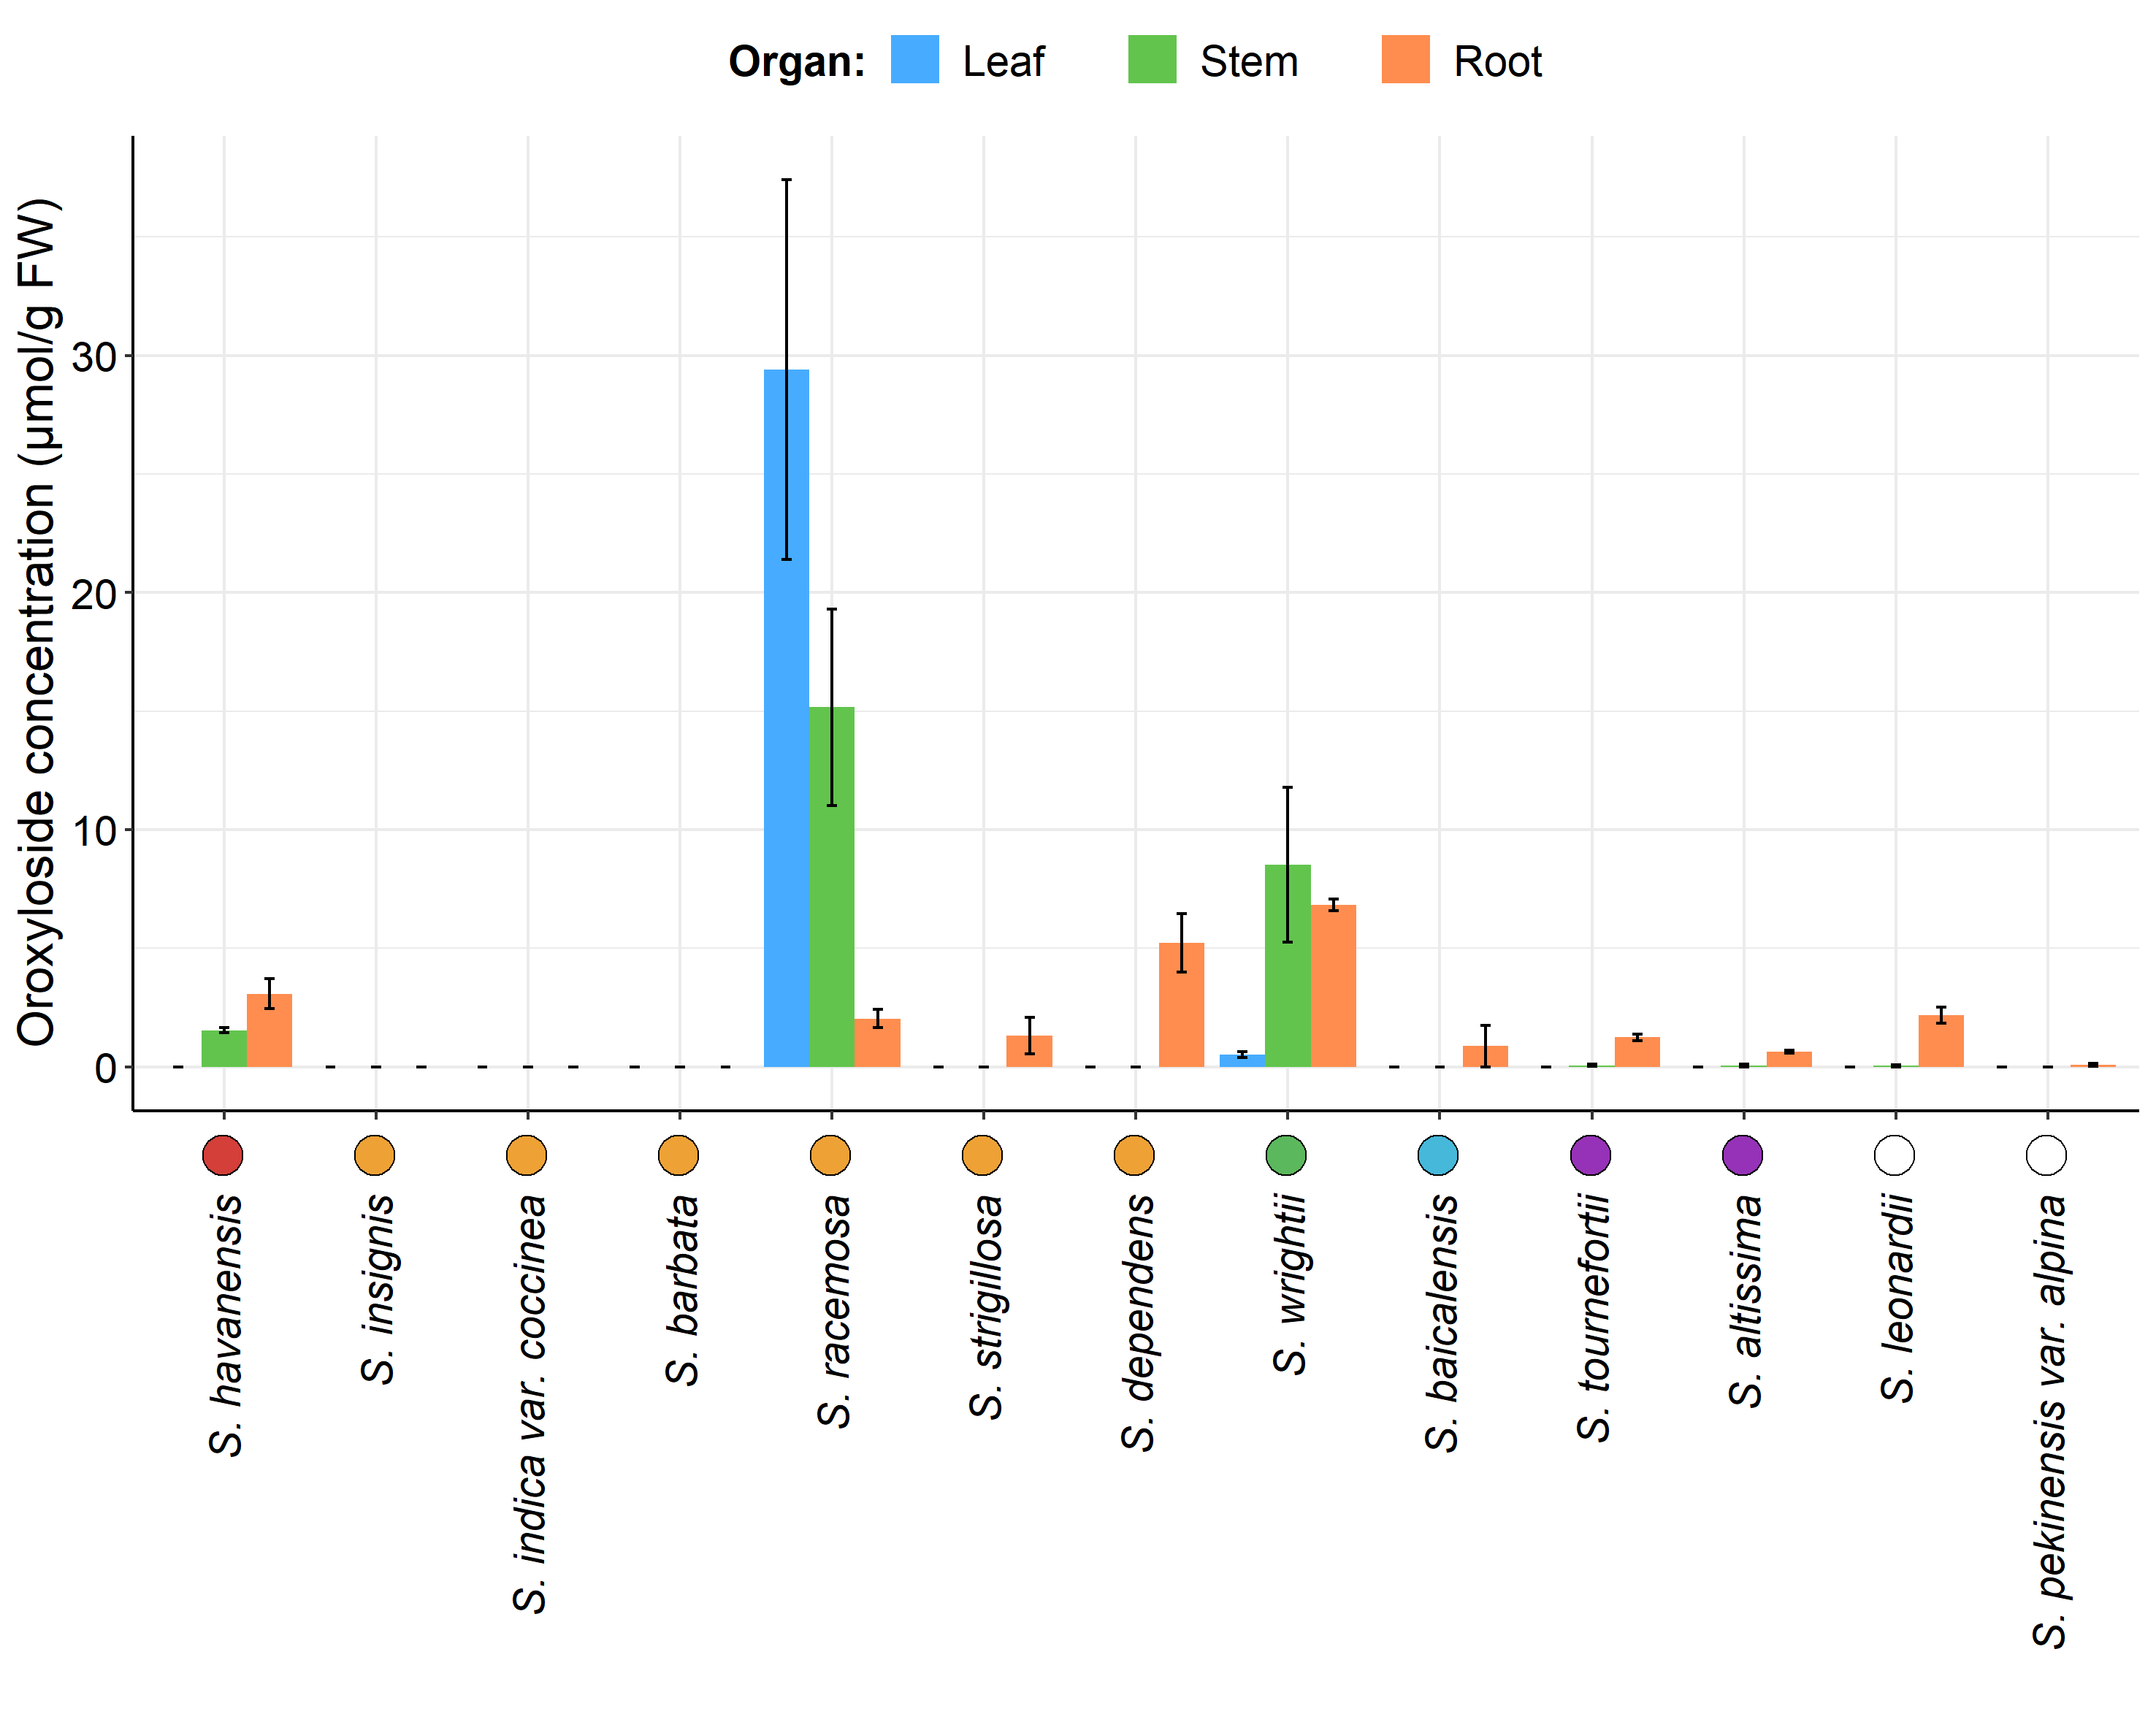 Organ: Leaf Stem Root
Oroxyloside concentration (μmol/g FW)
30
20
10
0
S. havanensis
S. insignis
S. indica var. coccinea
S. barbata
S. racemosa
S. strigillosa
S. dependens
S. wrightii
S. baicalensis
S. tournefortii
S. altissima
S. leonardii
S. pekinensis var. alpina